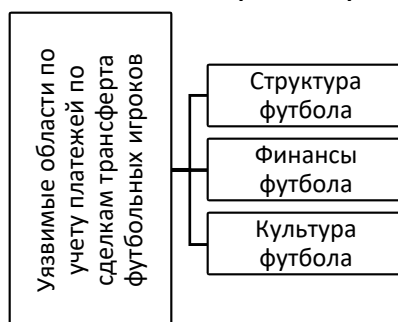 Уязвимые области по
учету платежей по
сделкам трансферта
футбольных игроков
Структура
футбола
Финансы
футбола
Культура
футбола